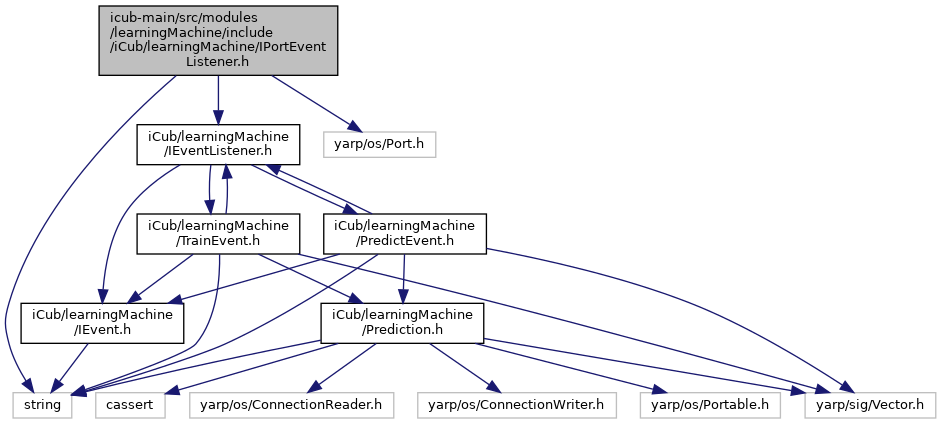 icub-main/src/modules
/learningMachine/include
/iCub/learningMachine/IPortEvent
Listener.h
iCub/learningMachine
/IEventListener.h
yarp/os/Port.h
iCub/learningMachine
/TrainEvent.h
iCub/learningMachine
/PredictEvent.h
iCub/learningMachine
/IEvent.h
iCub/learningMachine
/Prediction.h
string
cassert
yarp/os/ConnectionReader.h
yarp/os/ConnectionWriter.h
yarp/os/Portable.h
yarp/sig/Vector.h